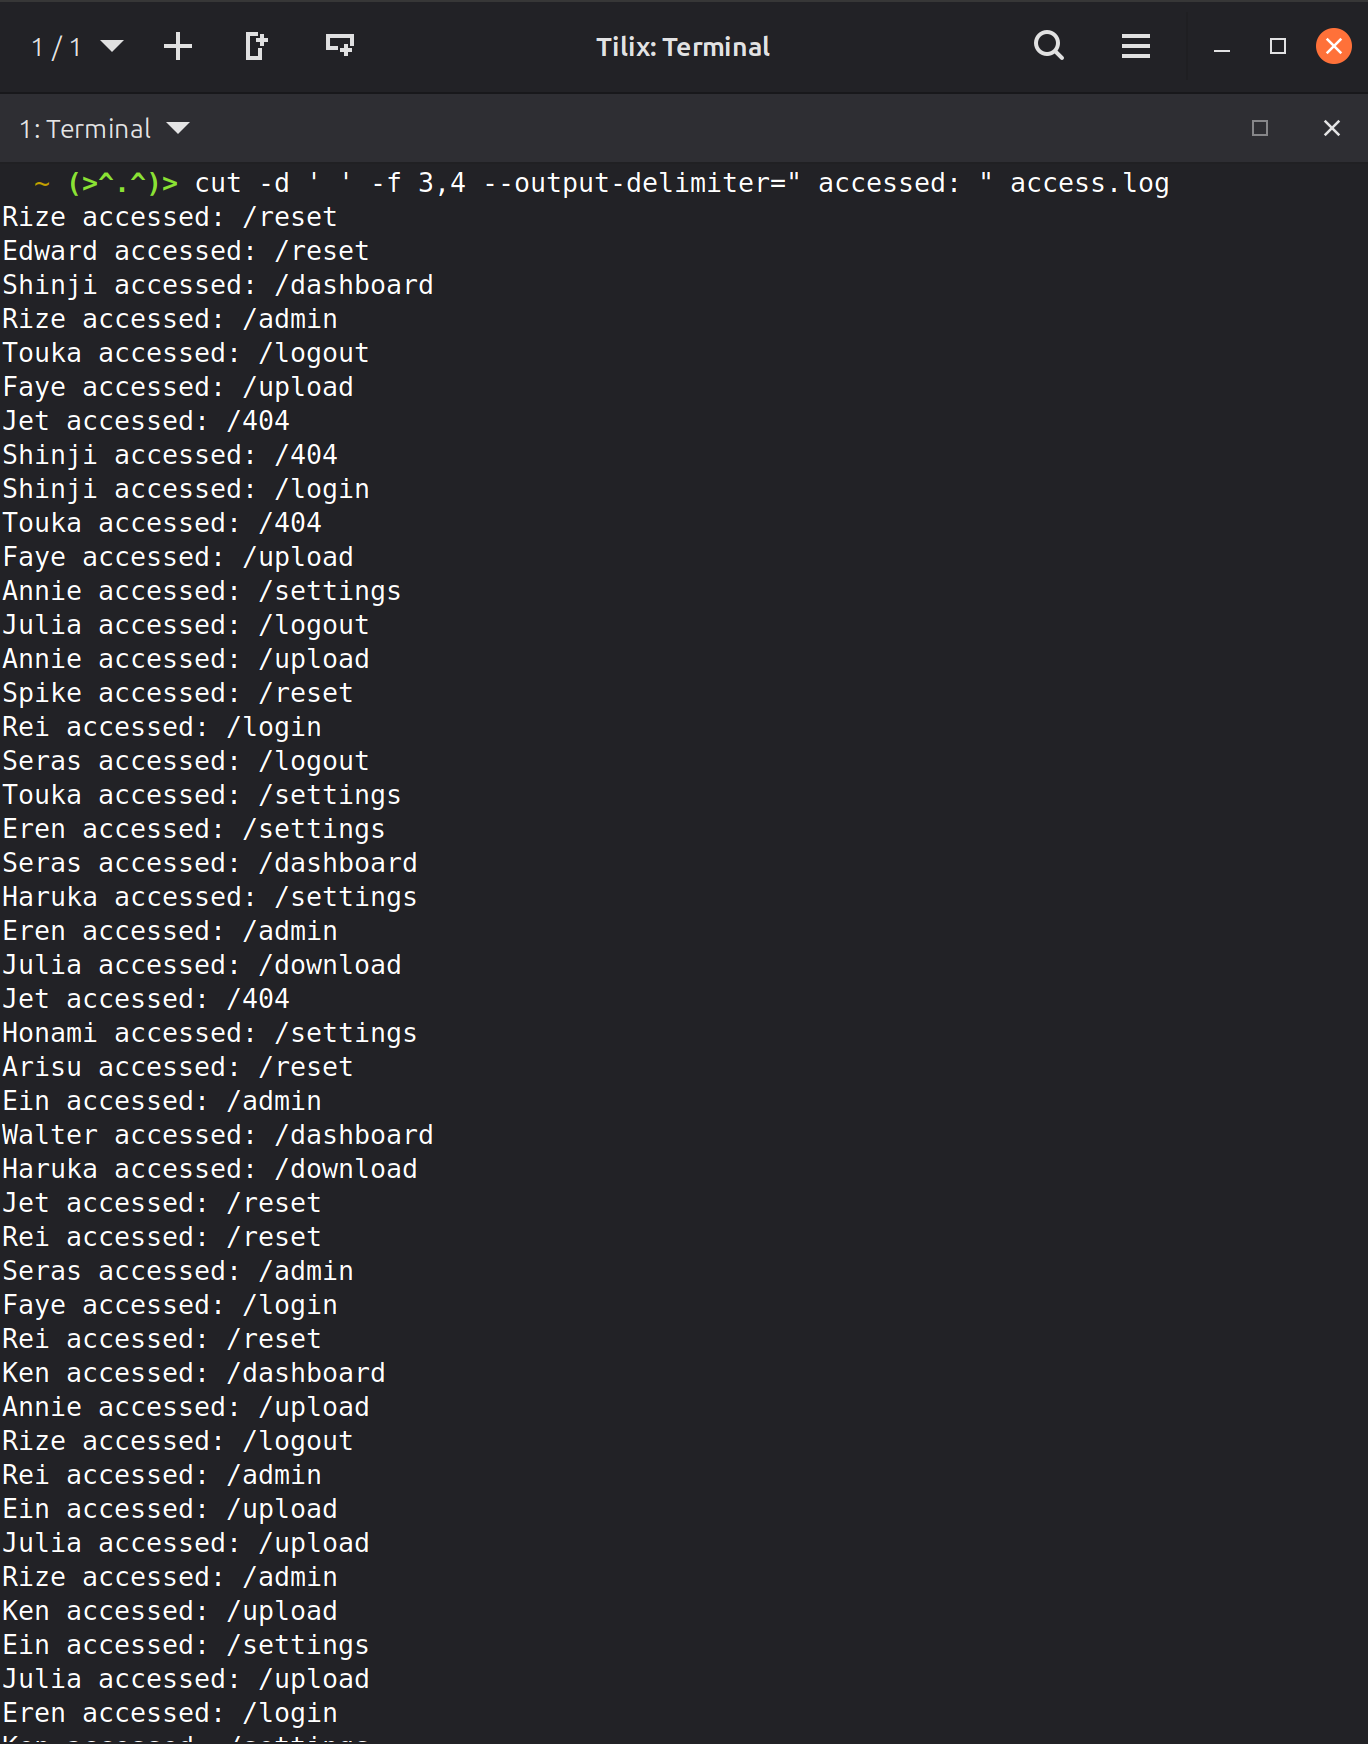 1 / 1
Tilix: Terminal
1: Terminal
~ (>^.^)> cut -d ' ' -f 3,4 --output-delimiter=" accessed: " access.log
Rize accessed: /reset
Edward accessed: /reset
Shinji accessed: /dashboard
Rize accessed: /admin
Touka accessed: /logout
Faye accessed: /upload
Jet accessed: /404
Shinji accessed: /404
Shinji accessed: /login
Touka accessed: /404
Faye accessed: /upload
Annie accessed: /settings
Julia accessed: /logout
Annie accessed: /upload
Spike accessed: /reset
Rei accessed: /login
Seras accessed: /logout
Touka accessed: /settings
Eren accessed: /settings
Seras accessed: /dashboard
Haruka accessed: /settings
Eren accessed: /admin
Julia accessed: /download
Jet accessed: /404
Honami accessed: /settings
Arisu accessed: /reset
Ein accessed: /admin
Walter accessed: /dashboard
Haruka accessed: /download
Jet accessed: /reset
Rei accessed: /reset
Seras accessed: /admin
Faye accessed: /login
Rei accessed: /reset
Ken accessed: /dashboard
Annie accessed: /upload
Rize accessed: /logout
Rei accessed: /admin
Ein accessed: /upload
Julia accessed: /upload
Rize accessed: /admin
Ken accessed: /upload
Ein accessed: /settings
Julia accessed: /upload
Eren accessed: /login